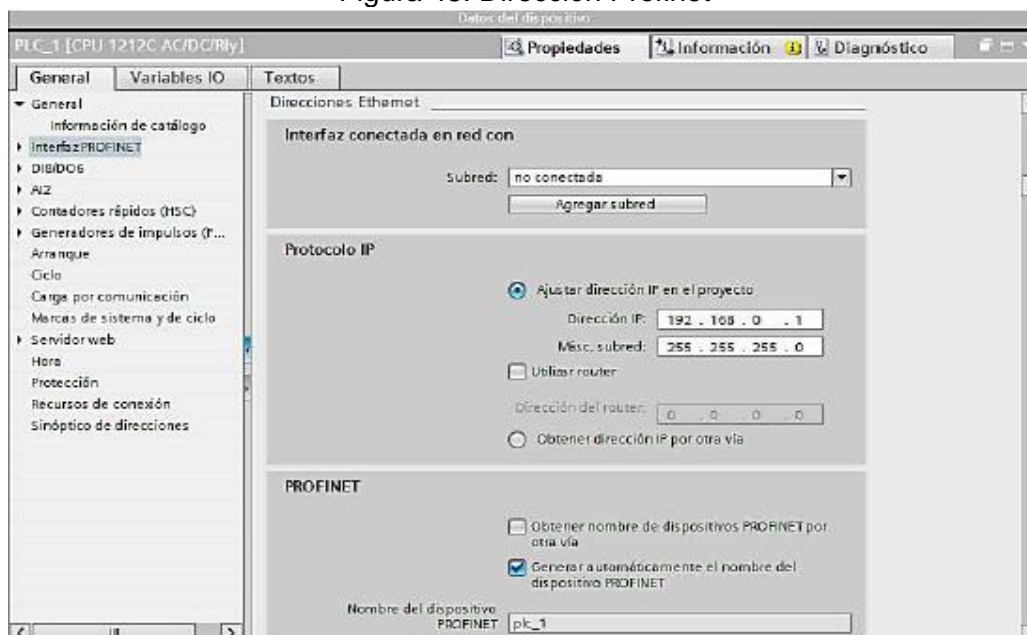 Figura 43. Dirección Profinet
Datos del dispositivo
PLC_1 [CPU 1212C AC/DC/Rly]
Propiedades
Información
Diagnóstico
General
Variables IO
Textos
General
Información de catálogo
Interfaz PROFINET
DI8/DO6
AI2
Contadores rápidos (HSC)
Generadores de impulsos (P...
Arranque
Ciclo
Carga por comunicación
Marcas de sistema y de ciclo
Servidor web
Hora
Protección
Recursos de conexión
Sinóptico de direcciones
Direcciones Ethernet
Interfaz conectada en red con
Subred: no conectada
Agregar subred
Protocolo IP
Ajustar dirección IP en el proyecto
Dirección IP: 192 . 168 . 0 . 1
Másc. subred: 255 . 255 . 255 . 0
Utilizar router
Dirección del router: 0 . 0 . 0 . 0
Obtener dirección IP por otra vía
PROFINET
Obtener nombre de dispositivos PROFINET por
otra vía
Generar automáticamente el nombre del
dispositivo PROFINET
Nombre del dispositivo
PROFINET plc_1